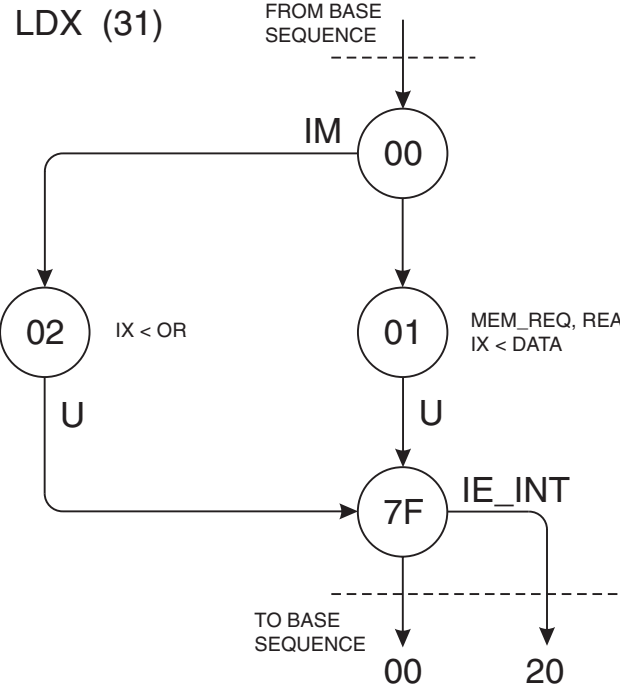 LDX (31)
FROM BASE
SEQUENCE
IM
00
02
IX < OR
01
MEM_REQ, REA
IX < DATA
U
U
7F
IE_INT
TO BASE
SEQUENCE
00
20